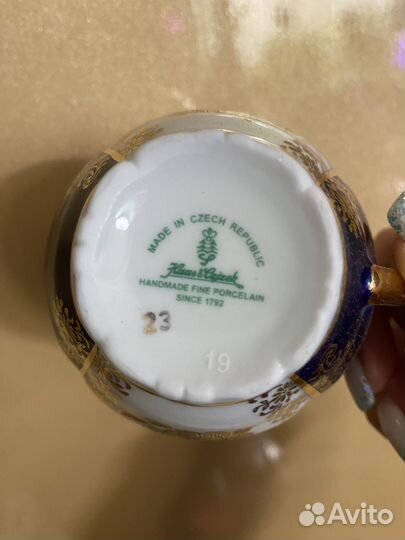 MADE IN CZECH REPUBLIC
Haas & Czjzek
HANDMADE FINE PORCELAIN
SINCE 1792
23
19
Avito